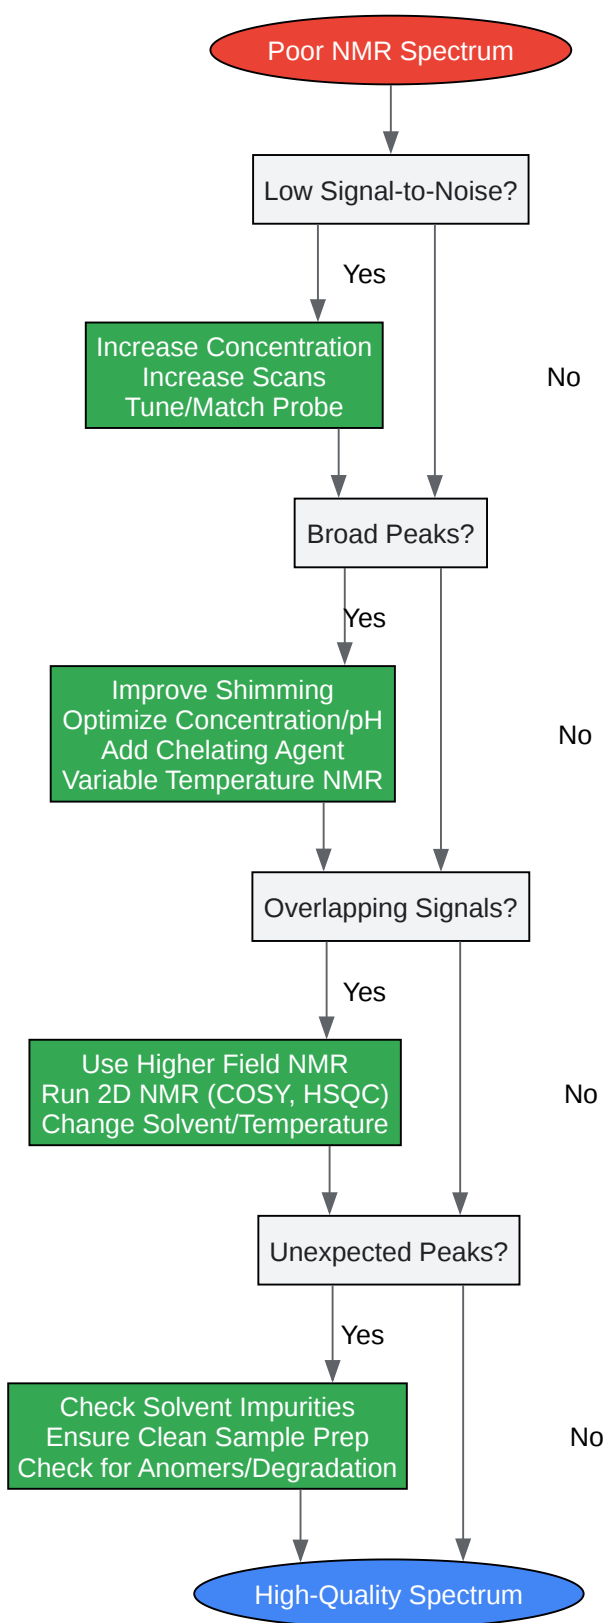 Poor NMR Spectrum
Low Signal-to-Noise?
Yes
Increase Concentration
Increase Scans
Tune/Match Probe
No
Broad Peaks?
Yes
Improve Shimming
Optimize Concentration/pH
Add Chelating Agent
Variable Temperature NMR
No
Overlapping Signals?
Yes
Use Higher Field NMR
Run 2D NMR (COSY, HSQC)
Change Solvent/Temperature
No
Unexpected Peaks?
Yes
Check Solvent Impurities
Ensure Clean Sample Prep
Check for Anomers/Degradation
No
High-Quality Spectrum